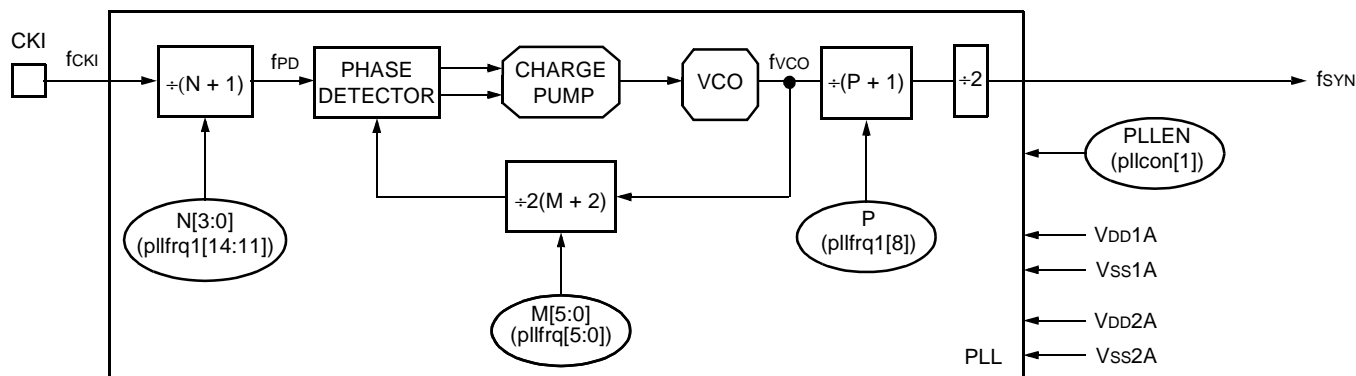 CKI
fCKI
÷(N + 1)
fPD
PHASE
DETECTOR
CHARGE
PUMP
VCO
fVCO
÷(P + 1)
÷2
fSYN
PLLEN
(pllcon[1])
÷2(M + 2)
N[3:0]
(pllfrq1[14:11])
P
(pllfrq1[8])
VDD1A
VSS1A
M[5:0]
(pllfrq[5:0])
VDD2A
PLL
VSS2A